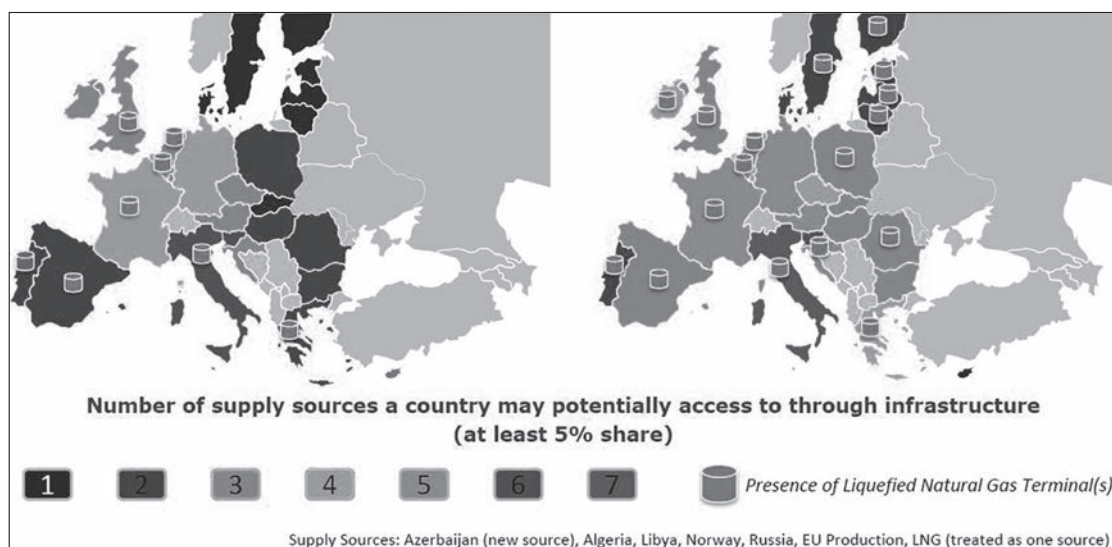 Number of supply sources a country may potentially access to through infrastructure
(at least 5% share)
1 2 3 4 5 6 7 Presence of Liquefied Natural Gas Terminal(s)
Supply Sources: Azerbaijan (new source), Algeria, Libya, Norway, Russia, EU Production, LNG (treated as one source)